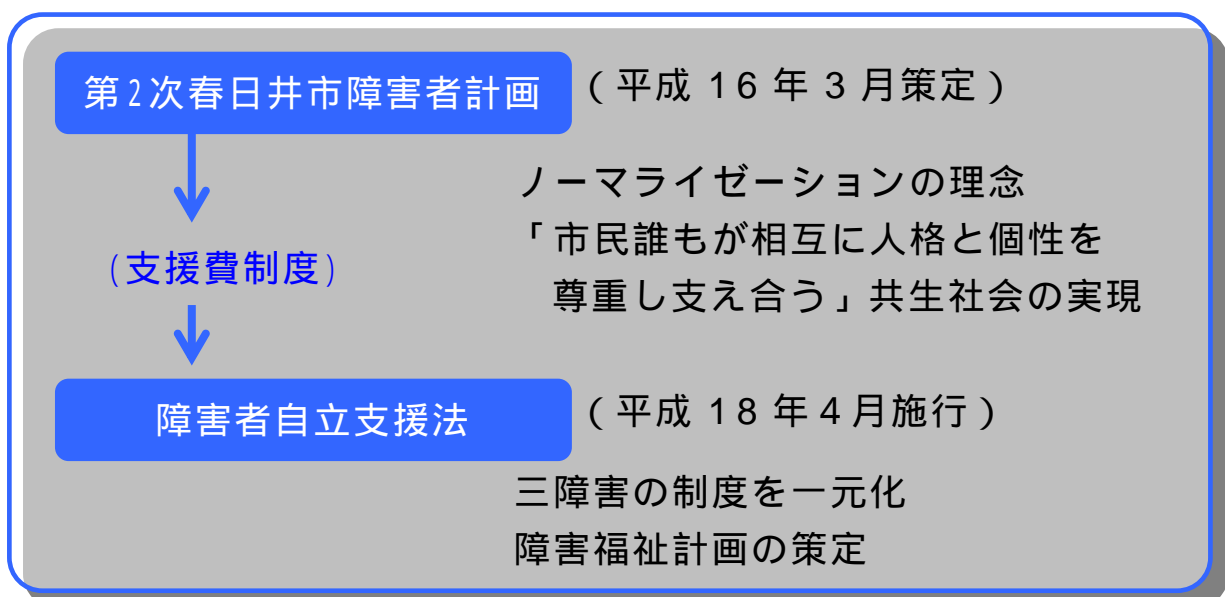 第2次春日井市障害者計画 (平成 16 年 3 月策定)
ノーマライゼーションの理念
「市民誰もが相互に人格と個性を
(支援費制度)
尊重し支え合う」共生社会の実現
障害者自立支援法 (平成 18 年 4 月施行)
三障害の制度を一元化
障害福祉計画の策定